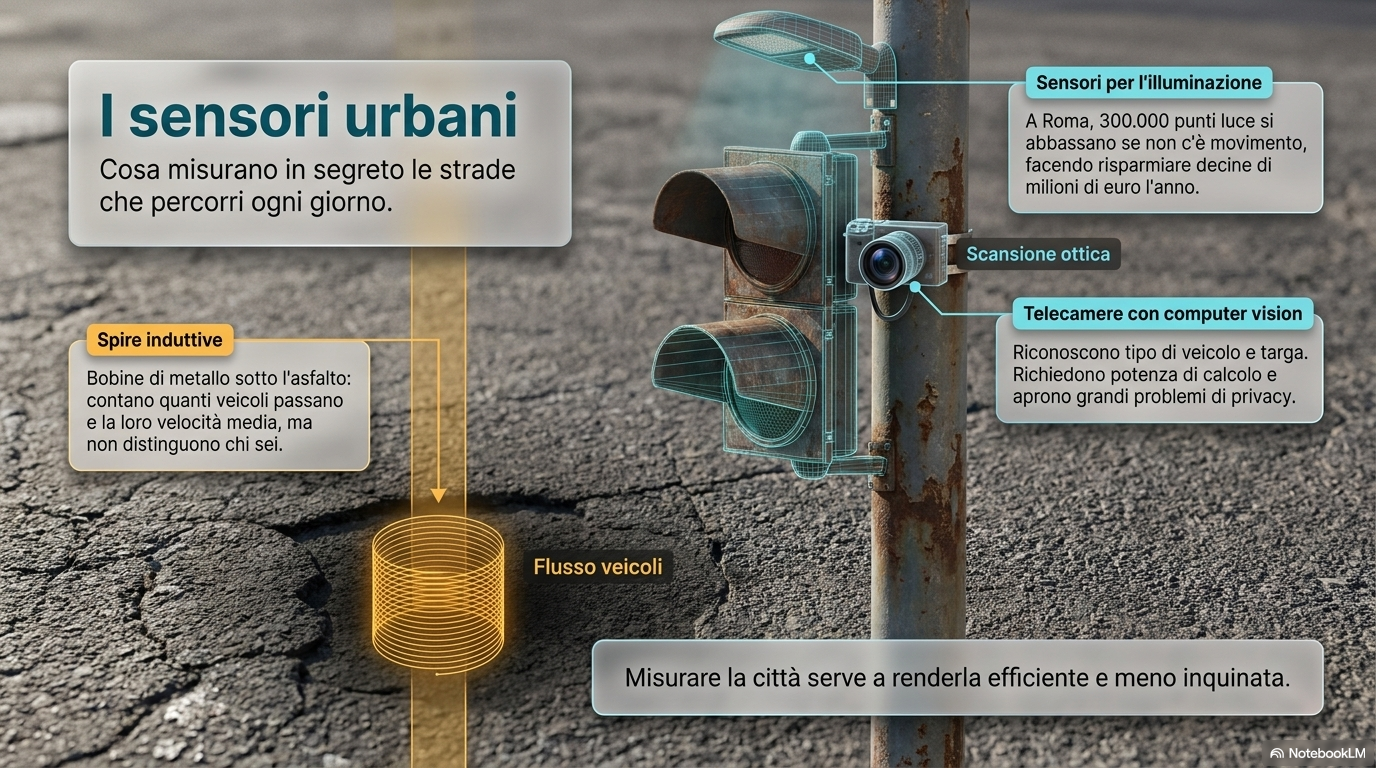 I sensori urbani
Cosa misurano in segreto le strade
che percorri ogni giorno.
Sensori per l'illuminazione
A Roma, 300.000 punti luce si
abbassano se non c'è movimento,
facendo risparmiare decine di
milioni di euro l'anno.
Scansione ottica
Telecamere con computer vision
Riconoscono tipo di veicolo e targa.
Richiedono potenza di calcolo e
aprono grandi problemi di privacy.
Spire induttive
Bobine di metallo sotto l'asfalto:
contano quanti veicoli passano
e la loro velocità media, ma
non distinguono chi sei.
Flusso veicoli
Misurare la città serve a renderla efficiente e meno inquinata.
NotebookLM